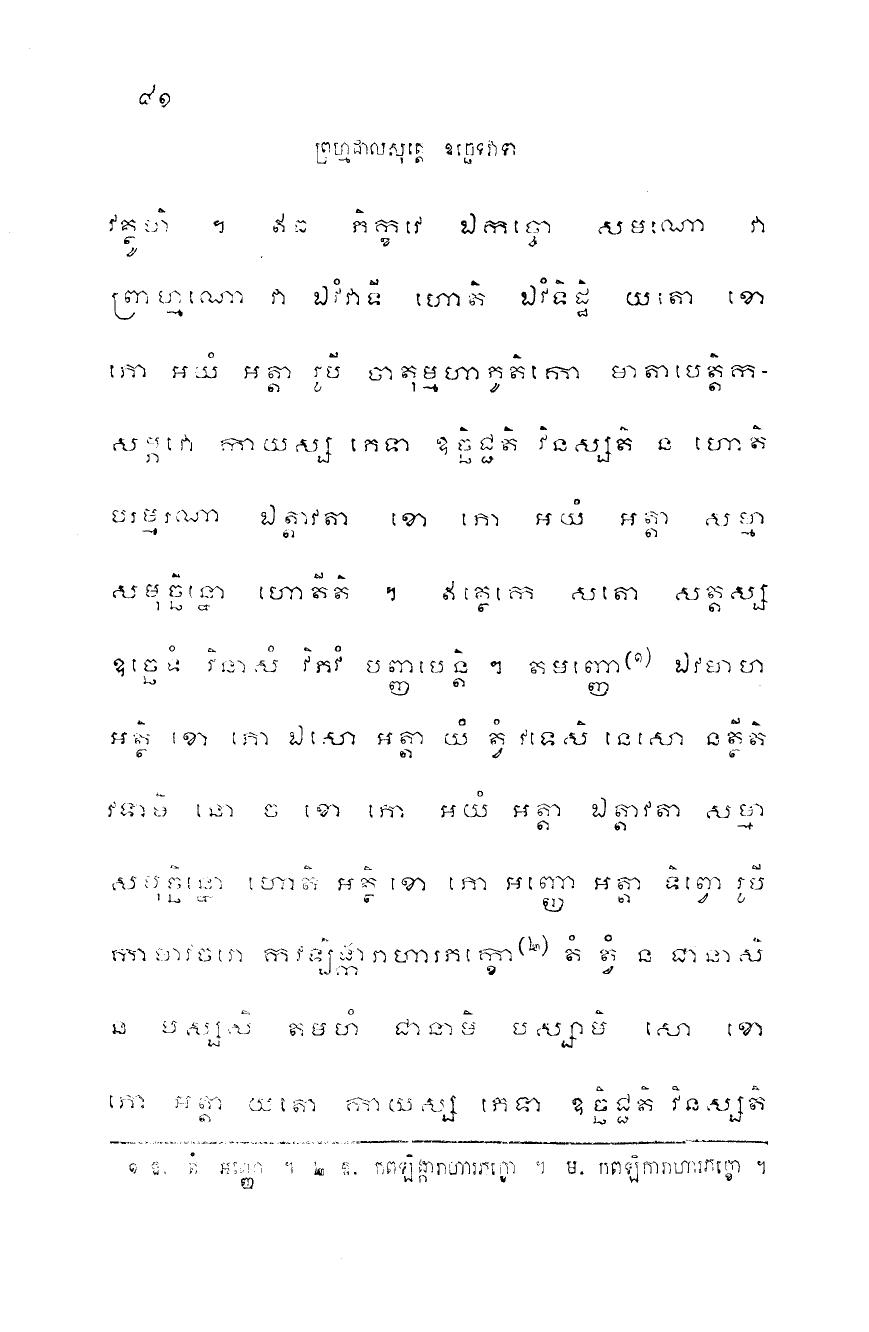 ៨១
ព្រហ្មជាលសុត្តេ ឧច្ឆេទវាទា
វត្ថូហិ ។ ឥធ ភិក្ខវេ ឯកច្ចោ សមណោ វា
ព្រាហ្មណោ វា ឯវំវាទី ហោតិ ឯវំទិដ្ឋិ យតោ ខោ
ភោ អយំ អត្តា រូបី ចាតុម្មហាភូតិកោ មាតាបេត្តិក-
សម្ភវោ កាយស្ស ភេទា ឧច្ឆិជ្ជតិ វិនស្សតិ ន ហោតិ
បរម្មរណា ឯត្តាវតា ខោ ភោ អយំ អត្តា សម្មា
សមុច្ឆិន្នោ ហោតីតិ ។ ឥត្ថេកេ សតោ សត្តស្ស
ឧច្ឆេទំ វិនាសំ វិភវំ បញ្ញាបេន្តិ ។ តមញ្ញោ(១) ឯវមាហ
អត្ថិ ខោ ភោ ឯសោ អត្តា យំ ត្វំ វទេសិ នេសោ នត្ថីតិ
វទាមិ នោ ច ខោ ភោ អយំ អត្តា ឯត្តាវតា សម្មា
សមុច្ឆិន្នោ ហោតិ អត្ថិ ខោ ភោ អញ្ញោ អត្តា ទិព្វោ រូបី
កាមាវចរោ កវឡិង្ការាហារភក្ខោ(២) តំ ត្វំ ន ជានាសិ
ន បស្សសិ តមហំ ជានាមិ បស្សាមិ សោ ខោ
ភោ អត្តា យតោ កាយស្ស ភេទា ឧច្ឆិជ្ជតិ វិនស្សតិ
១ ឱ. តំ អញ្ញោ ។ ២ ឱ. កពឡិង្ការាហារភក្ខោ ។ ម. កពឡិការាហារភក្ខោ ។